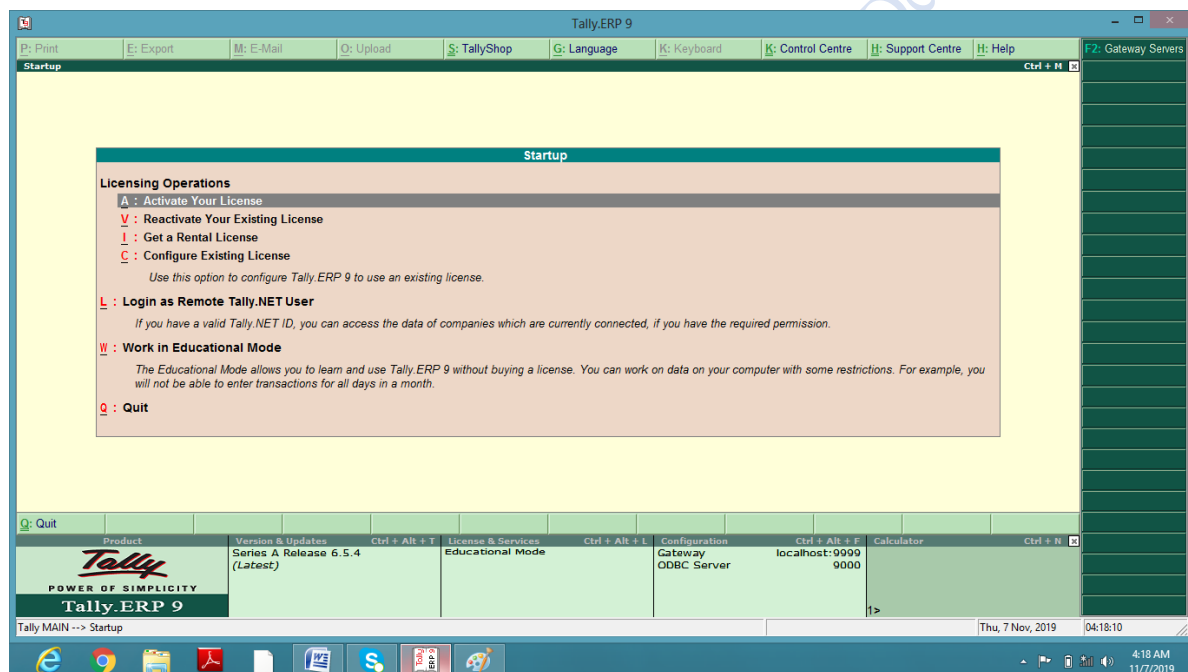 Tally.ERP 9
P: Print E: Export M: E-Mail O: Upload S: TallyShop G: Language K: Keyboard K: Control Centre H: Support Centre H: Help F2: Gateway Servers
Startup Ctrl + M
Startup
Licensing Operations
A : Activate Your License
V : Reactivate Your Existing License
I : Get a Rental License
C : Configure Existing License
Use this option to configure Tally.ERP 9 to use an existing license.
L : Login as Remote Tally.NET User
If you have a valid Tally.NET ID, you can access the data of companies which are currently connected, if you have the required permission.
W : Work in Educational Mode
The Educational Mode allows you to learn and use Tally.ERP 9 without buying a license. You can work on data on your computer with some restrictions. For example, you
will not be able to enter transactions for all days in a month.
Q : Quit
Q: Quit
Product Version & Updates Ctrl + Alt + T License & Services Ctrl + Alt + L Configuration Ctrl + Alt + F Calculator Ctrl + N
Series A Release 6.5.4 Educational Mode Gateway localhost:9999
(Latest) ODBC Server 9000
Tally
POWER OF SIMPLICITY
Tally.ERP 9
1>
Tally MAIN --> Startup Thu, 7 Nov, 2019 04:18:10
4:18 AM
11/7/2019